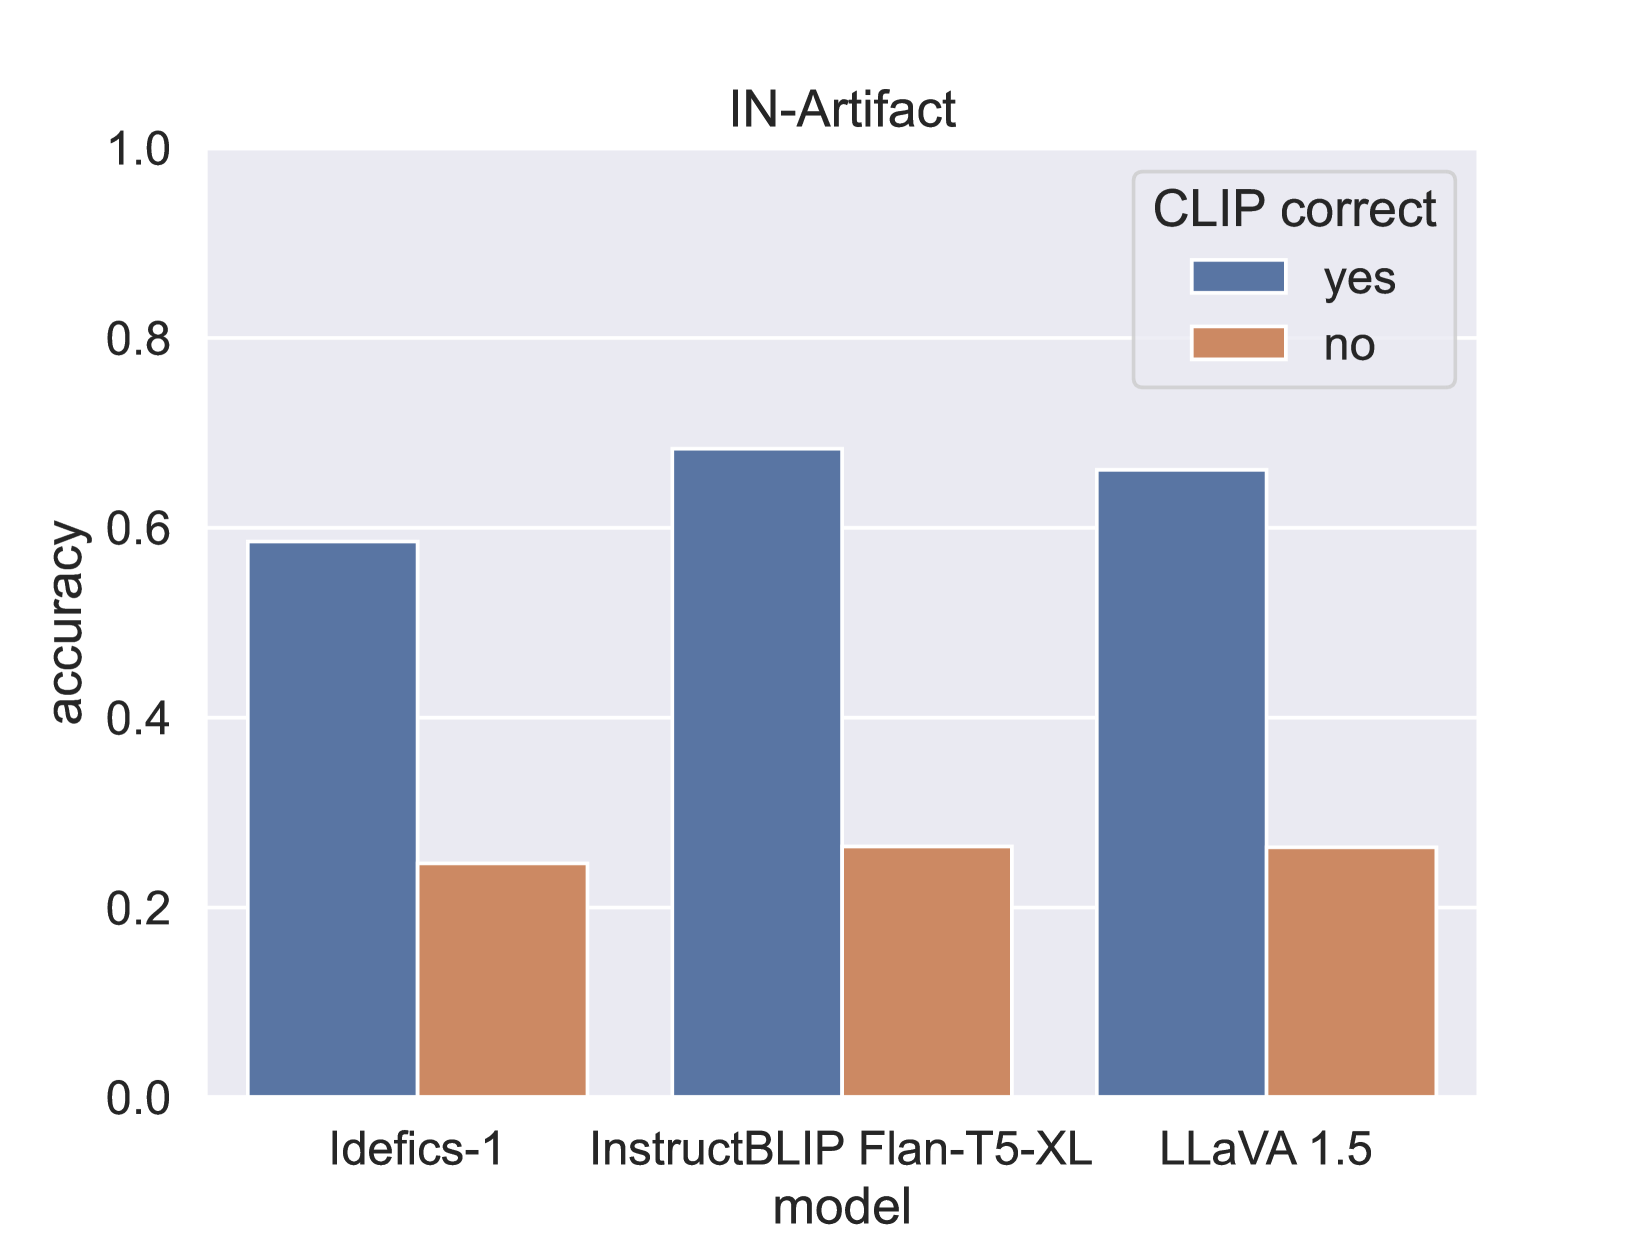 IN-Artifact
1.0
0.8
0.6
0.4
0.2
0.0
accuracy
CLIP correct
yes
no
Idefics-1
InstructBLIP Flan-T5-XL
LLaVA 1.5
model